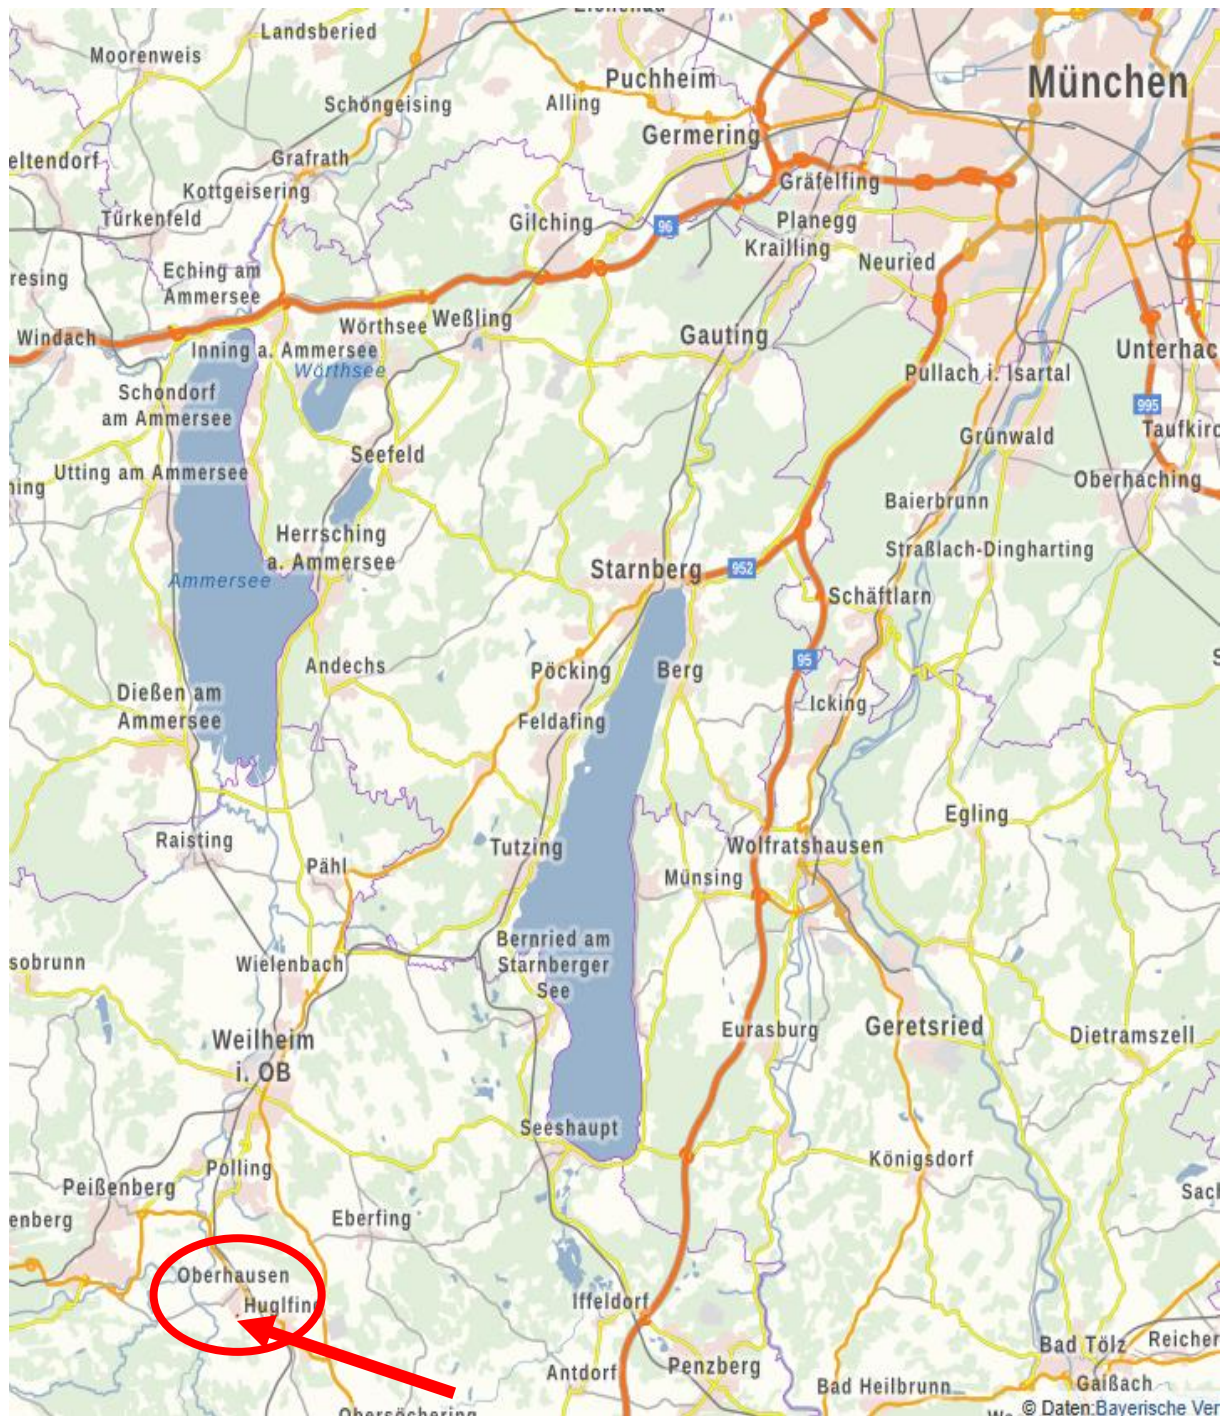 Landsberied
Moorenweis
Puchheim
München
Schöngeising
Alling
Germering
eltendorf
Grafrath
Kottgeisering
Gräfelfing
Türkenfeld
Gilching
96
Planegg
Krailling
Neuried
resing
Eching am
Ammersee
Windach
Wörthsee
Weßling
Gauting
Inning a. Ammersee
Wörthsee
Unterhac
Pullach i. Isartal
Schondorf
am Ammersee
995
Taufkirc
Grünwald
Seefeld
Utting am Ammersee
ning
Oberhaching
Baierbrunn
Herrsching
a. Ammersee
Straßlach-Dingharting
Ammersee
Starnberg
952
Schäftlarn
Andechs
Pöcking
Berg
95
Dießen am
Ammersee
Feldafing
Icking
Egling
Raisting
Tutzing
Wolfratshausen
Pähl
Münsing
sobrunn
Wielenbach
Bernried am
Starnberger
See
Weilheim
i. OB
Eurasburg
Geretsried
Dietramszell
Seeshaupt
Polling
Königsdorf
Peißenberg
Sach
enberg
Eberfing
Oberhausen
Huglfing
Iffeldorf
Bad Tölz
Reicher
Antdorf
Penzberg
Bad Heilbrunn
Gaißach
Obersöchering
© Daten:Bayerische Ver